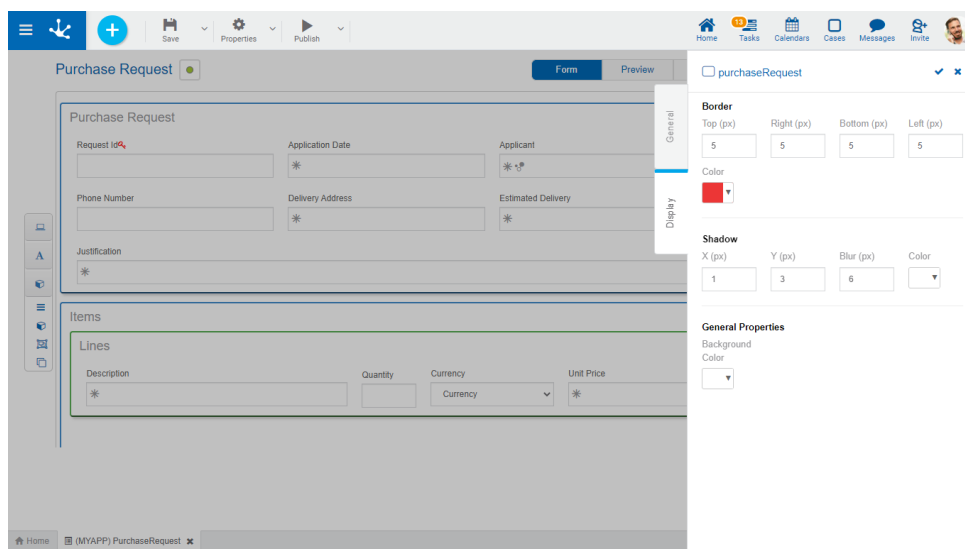 Save
Properties
Publish
Home
13
Tasks
Calendars
Cases
Messages
Invite
Purchase Request
Form
Preview
Purchase Request
Request Id
Application Date
Applicant
Phone Number
Delivery Address
Estimated Delivery
Justification
Items
Lines
Description
Quantity
Currency
Unit Price
Currency
A
General
Display
purchaseRequest
Border
Top (px)
Right (px)
Bottom (px)
Left (px)
5
5
5
5
Color
Shadow
X (px)
Y (px)
Blur (px)
Color
1
3
6
General Properties
Background
Color
Home
(MYAPP) PurchaseRequest